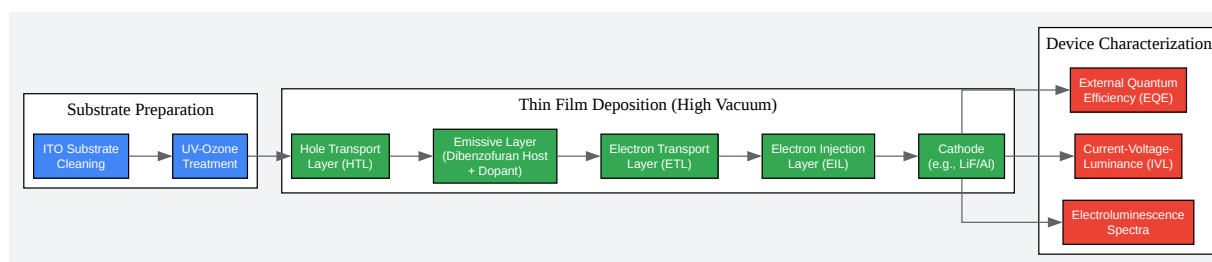 Substrate Preparation
ITO Substrate
Cleaning
UV-Ozone
Treatment
Thin Film Deposition (High Vacuum)
Hole Transport
Layer (HTL)
Emissive Layer
(Dibenzofuran Host
+ Dopant)
Electron Transport
Layer (ETL)
Electron Injection
Layer (EIL)
Cathode
(e.g., LiF/Al)
Device Characterization
External Quantum
Efficiency (EQE)
Current-Voltage-
Luminance (IVL)
Electroluminescence
Spectra